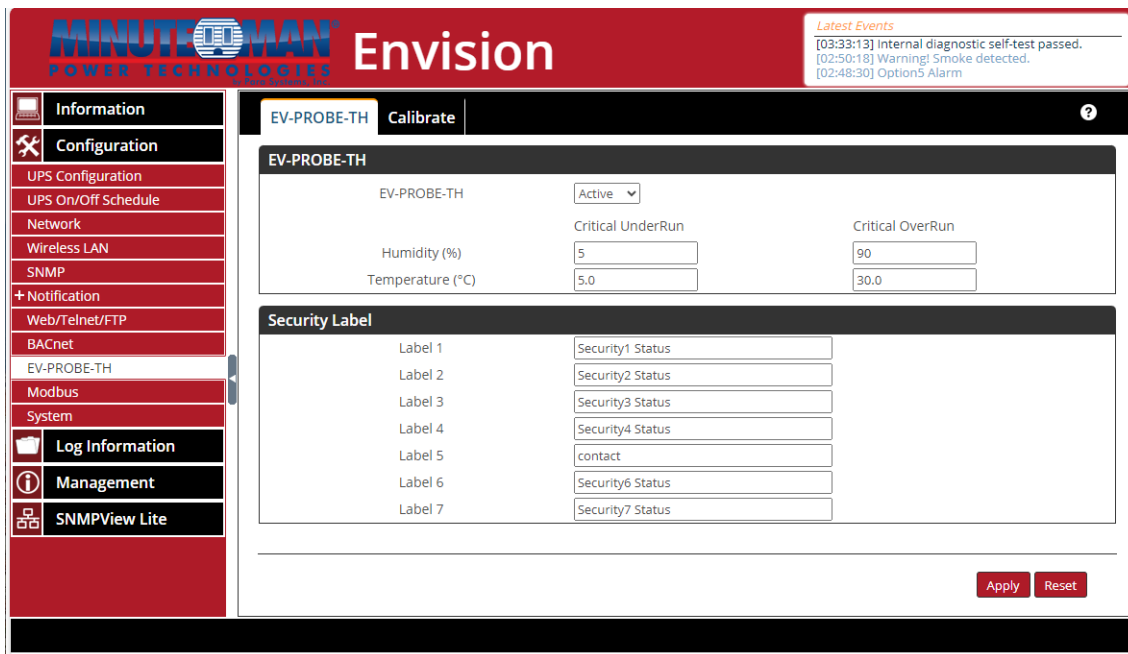 MINUTEMAN®
POWER TECHNOLOGIES
by Para Systems, Inc.
Envision
Latest Events
[03:33:13] Internal diagnostic self-test passed.
[02:50:18] Warning! Smoke detected.
[02:48:30] Option5 Alarm
Information
Configuration
UPS Configuration
UPS On/Off Schedule
Network
Wireless LAN
SNMP
+ Notification
Web/Telnet/FTP
BACnet
EV-PROBE-TH
Modbus
System
Log Information
Management
SNMPView Lite
EV-PROBE-TH Calibrate ?
EV-PROBE-TH
EV-PROBE-TH Active
Critical UnderRun Critical OverRun
Humidity (%) 5 90
Temperature (°C) 5.0 30.0
Security Label
Label 1 Security1 Status
Label 2 Security2 Status
Label 3 Security3 Status
Label 4 Security4 Status
Label 5 contact
Label 6 Security6 Status
Label 7 Security7 Status
Apply Reset